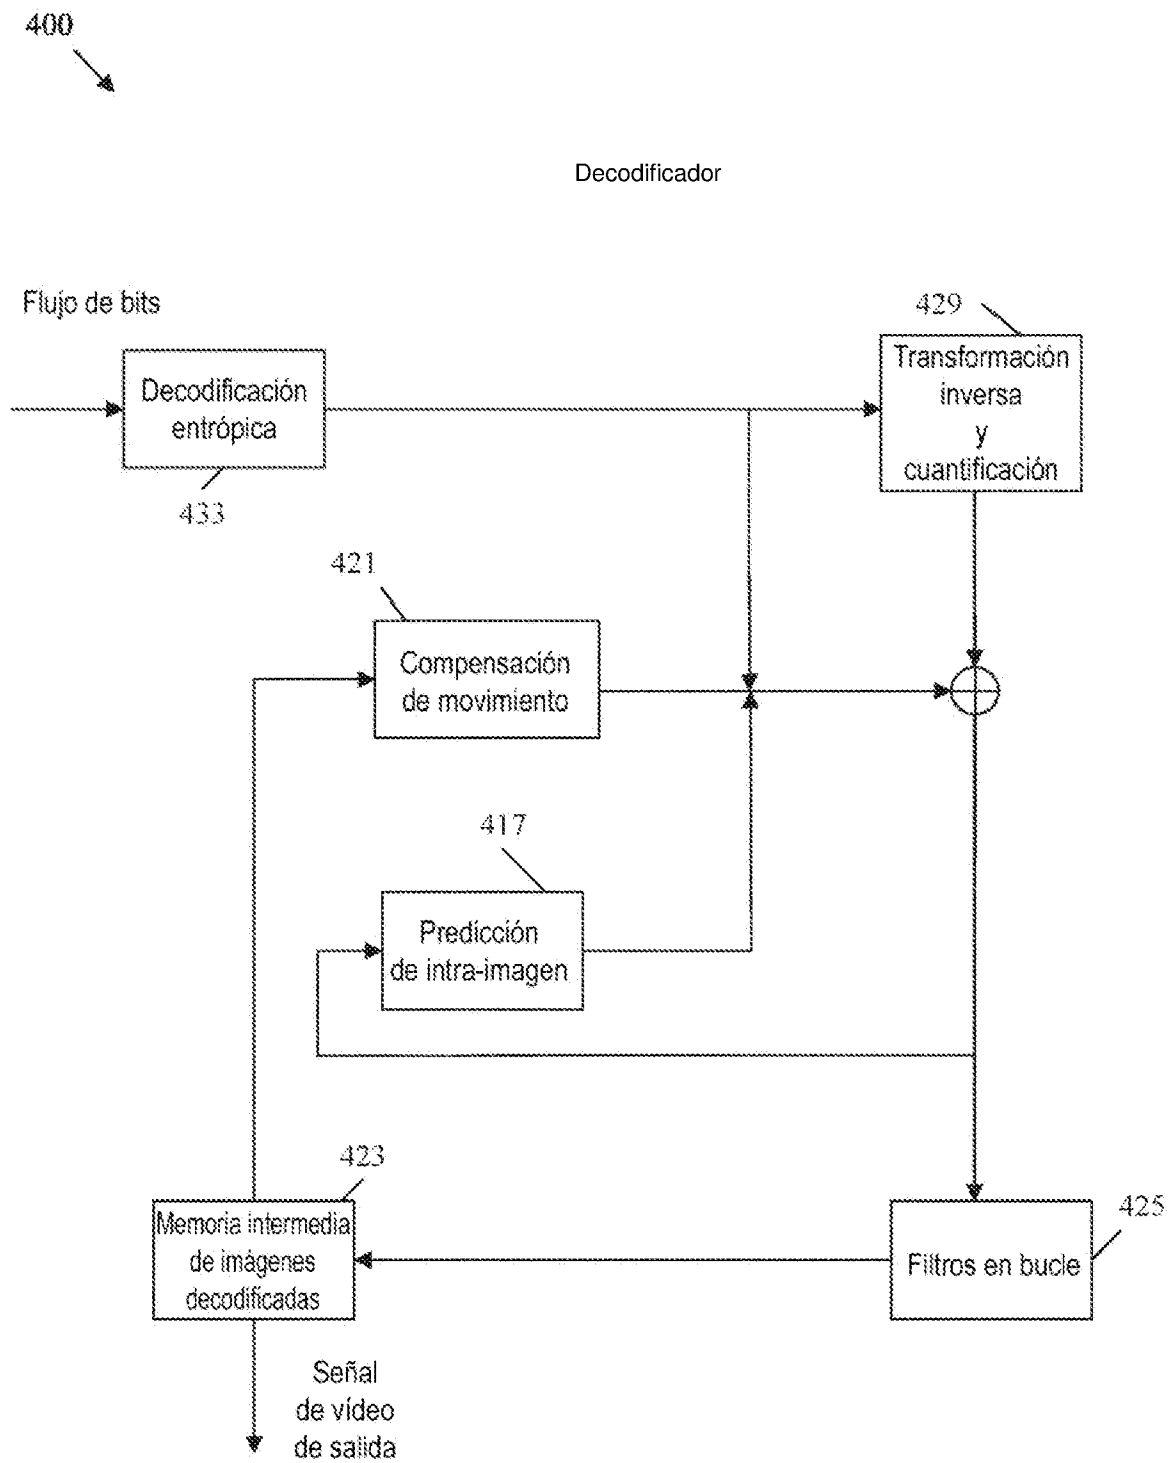 400
Decodificador
Flujo de bits
429
Transformación
inversa
y
cuantificación
Decodificación
entrópica
433
421
Compensación
de movimiento
417
Predicción
de intra-imagen
423
425
Memoria intermedia
de imágenes
decodificadas
Filtros en bucle
Señal
de vídeo
de salida